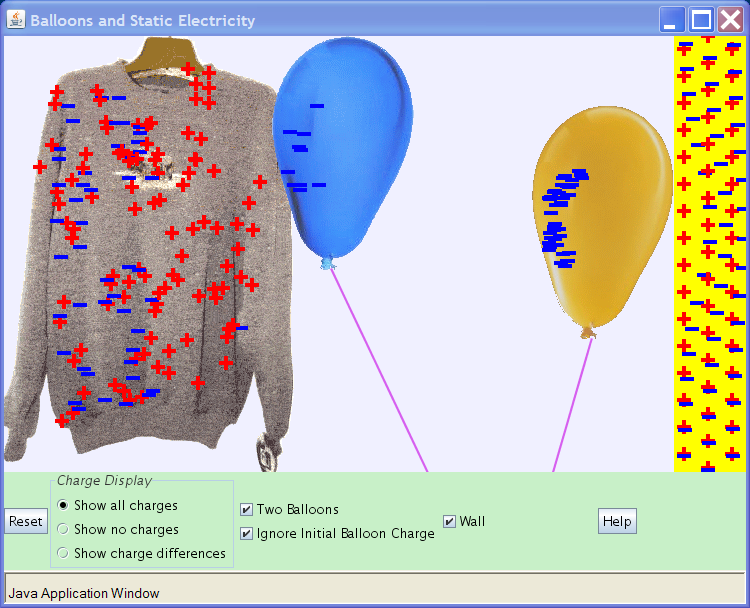 Balloons and Static Electricity
Charge Display
Show all charges
Show no charges
Show charge differences
Reset
Two Balloons
Ignore Initial Balloon Charge
Wall
Help
Java Application Window